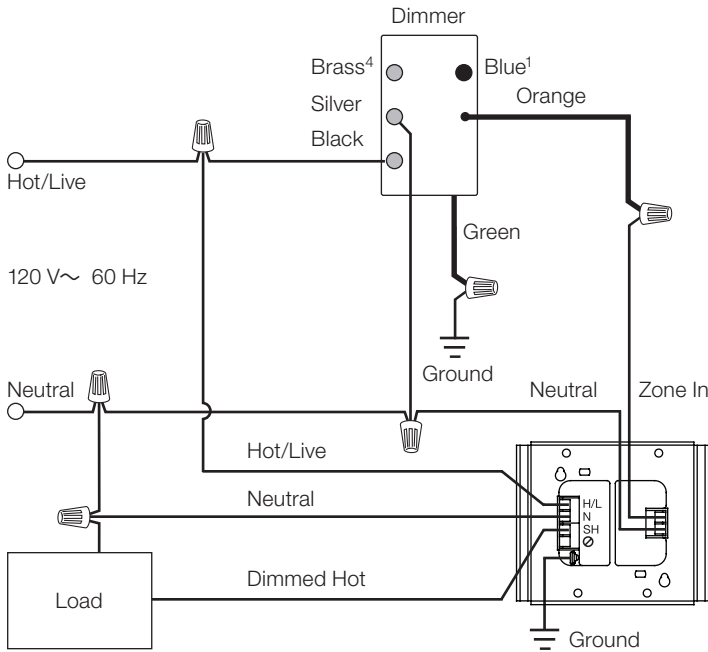 Dimmer
Brass4
Blue1
Orange
Silver
Black
Hot/Live
Green
120 V～ 60 Hz
Ground
Neutral
Neutral
Zone In
Hot/Live
H/L
N
SH
Neutral
Dimmed Hot
Load
Ground